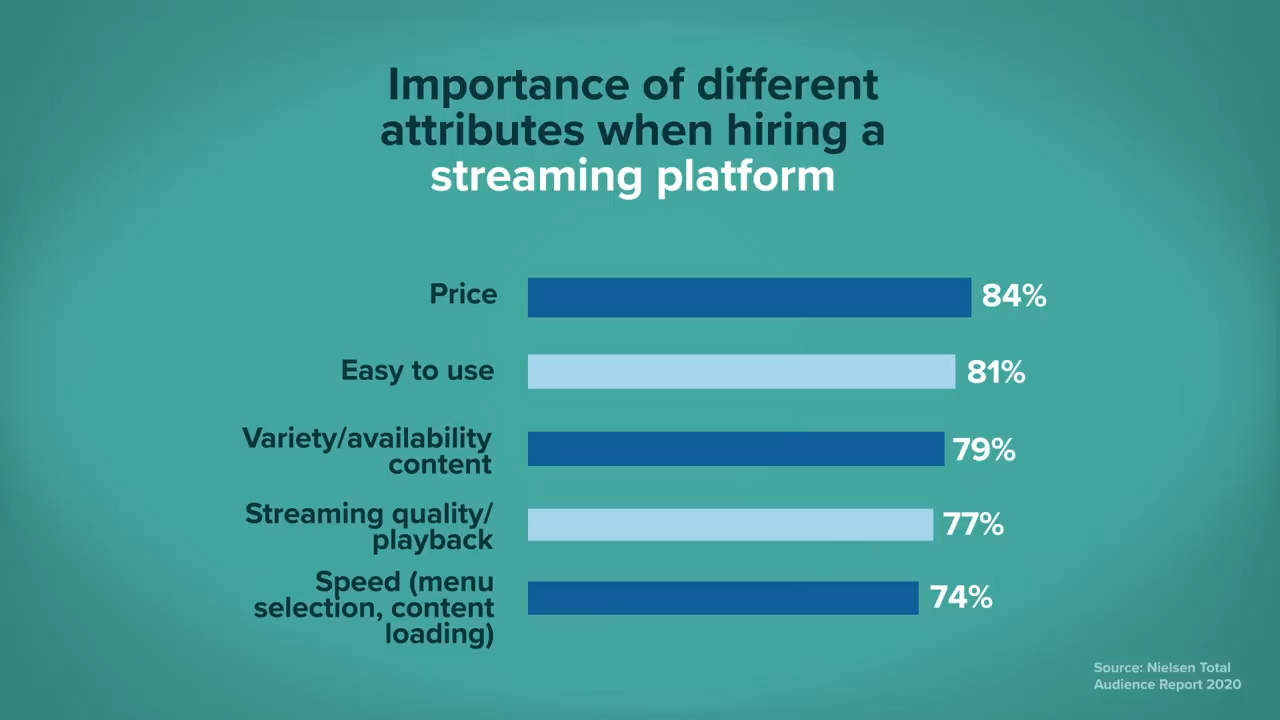 Importance of different
attributes when hiring a
streaming platform
Price
84%
Easy to use
81%
Variety/availability
content
79%
Streaming quality/
playback
77%
Speed (menu
selection, content
loading)
74%
Source: Nielsen Total
Audience Report 2020